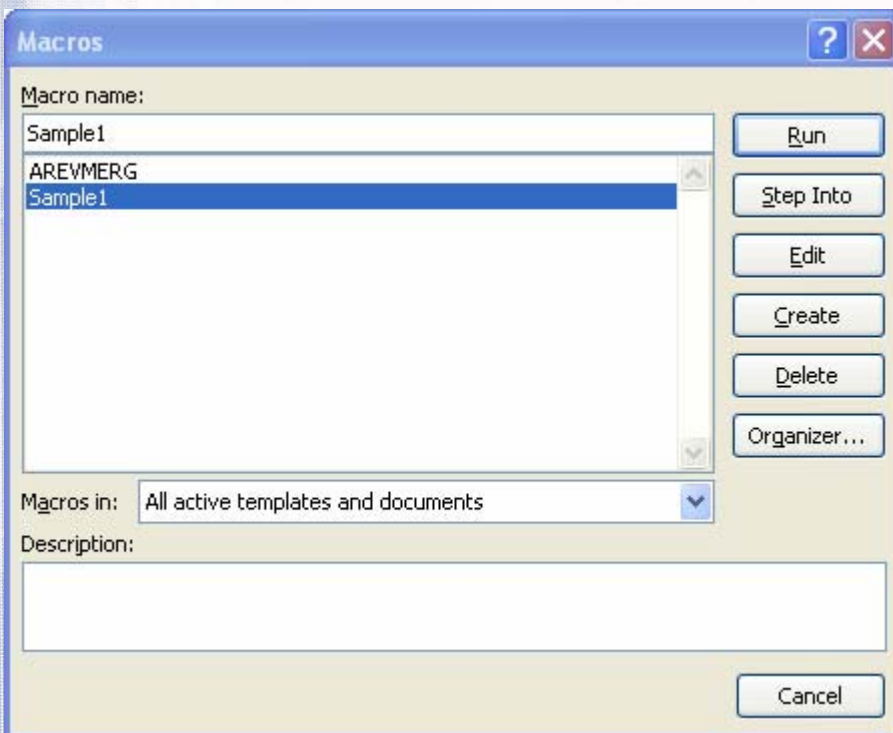 Macros
Macro name:
Sample1
Run
AREVMERG
Sample1
Step Into
Edit
Create
Delete
Organizer...
Macros in: All active templates and documents
Description:
Cancel